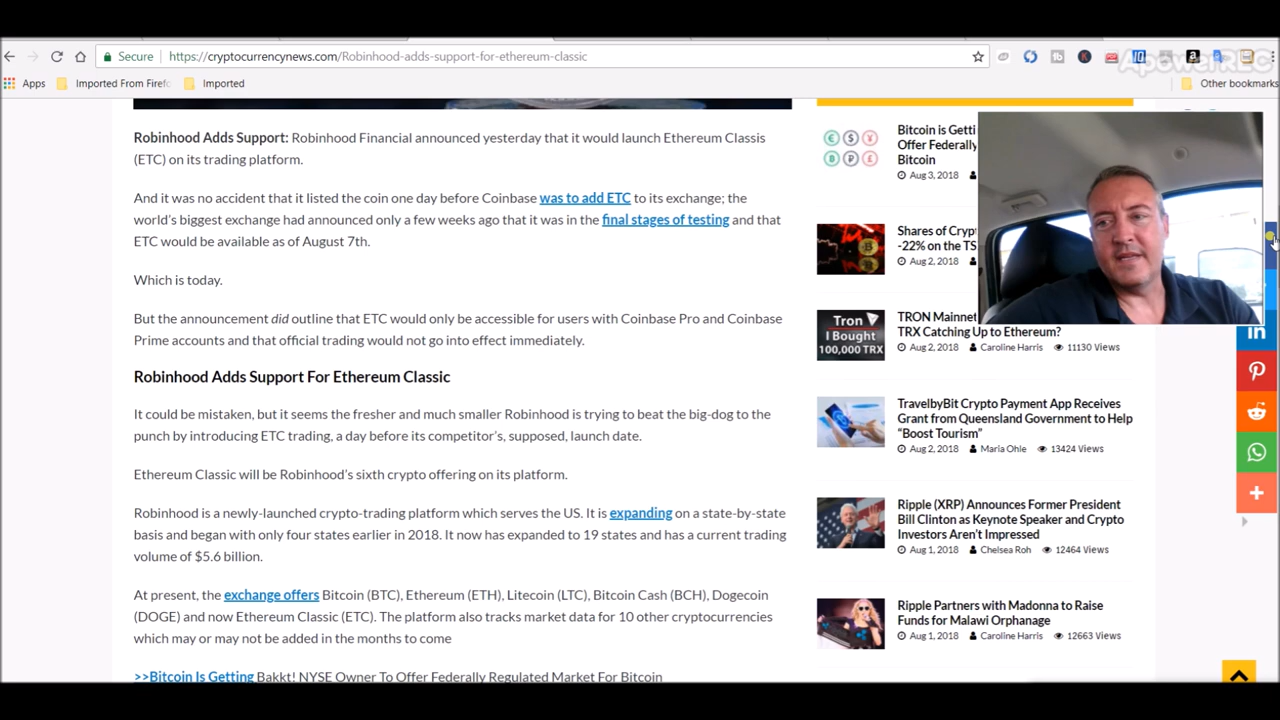 Secure
https://cryptocurrencynews.com/Robinhood-adds-support-for-ethereum-classic
ApowerREC
Apps
Imported From Firefo
Imported
Other bookmarks
Robinhood Adds Support: Robinhood Financial announced yesterday that it would launch Ethereum Classis
(ETC) on its trading platform.
And it was no accident that it listed the coin one day before Coinbase was to add ETC to its exchange; the
world's biggest exchange had announced only a few weeks ago that it was in the final stages of testing and that
ETC would be available as of August 7th.
Which is today.
But the announcement did outline that ETC would only be accessible for users with Coinbase Pro and Coinbase
Prime accounts and that official trading would not go into effect immediately.
Robinhood Adds Support For Ethereum Classic
It could be mistaken, but it seems the fresher and much smaller Robinhood is trying to beat the big-dog to the
punch by introducing ETC trading, a day before its competitor's, supposed, launch date.
Ethereum Classic will be Robinhood's sixth crypto offering on its platform.
Robinhood is a newly-launched crypto-trading platform which serves the US. It is expanding on a state-by-state
basis and began with only four states earlier in 2018. It now has expanded to 19 states and has a current trading
volume of $5.6 billion.
At present, the exchange offers Bitcoin (BTC), Ethereum (ETH), Litecoin (LTC), Bitcoin Cash (BCH), Dogecoin
(DOGE) and now Ethereum Classic (ETC). The platform also tracks market data for 10 other cryptocurrencies
which may or may not be added in the months to come
>>Bitcoin Is Getting Bakkt! NYSE Owner To Offer Federally Regulated Market For Bitcoin
Bitcoin is Getti
Offer Federally
Bitcoin
Aug 3, 2018
Shares of Crypt
-22% on the TS
Aug 2, 2018
Tron
I Bought
100,000 TRX
TRON Mainnet
TRX Catching Up to Ethereum?
Aug 2, 2018 Caroline Harris 11130 Views
TravelbyBit Crypto Payment App Receives
Grant from Queensland Government to Help
"Boost Tourism"
Aug 2, 2018 Maria Ohle 13424 Views
Ripple (XRP) Announces Former President
Bill Clinton as Keynote Speaker and Crypto
Investors Aren't Impressed
Aug 1, 2018 Chelsea Roh 12464 Views
Ripple Partners with Madonna to Raise
Funds for Malawi Orphanage
Aug 1, 2018 Caroline Harris 12663 Views
in